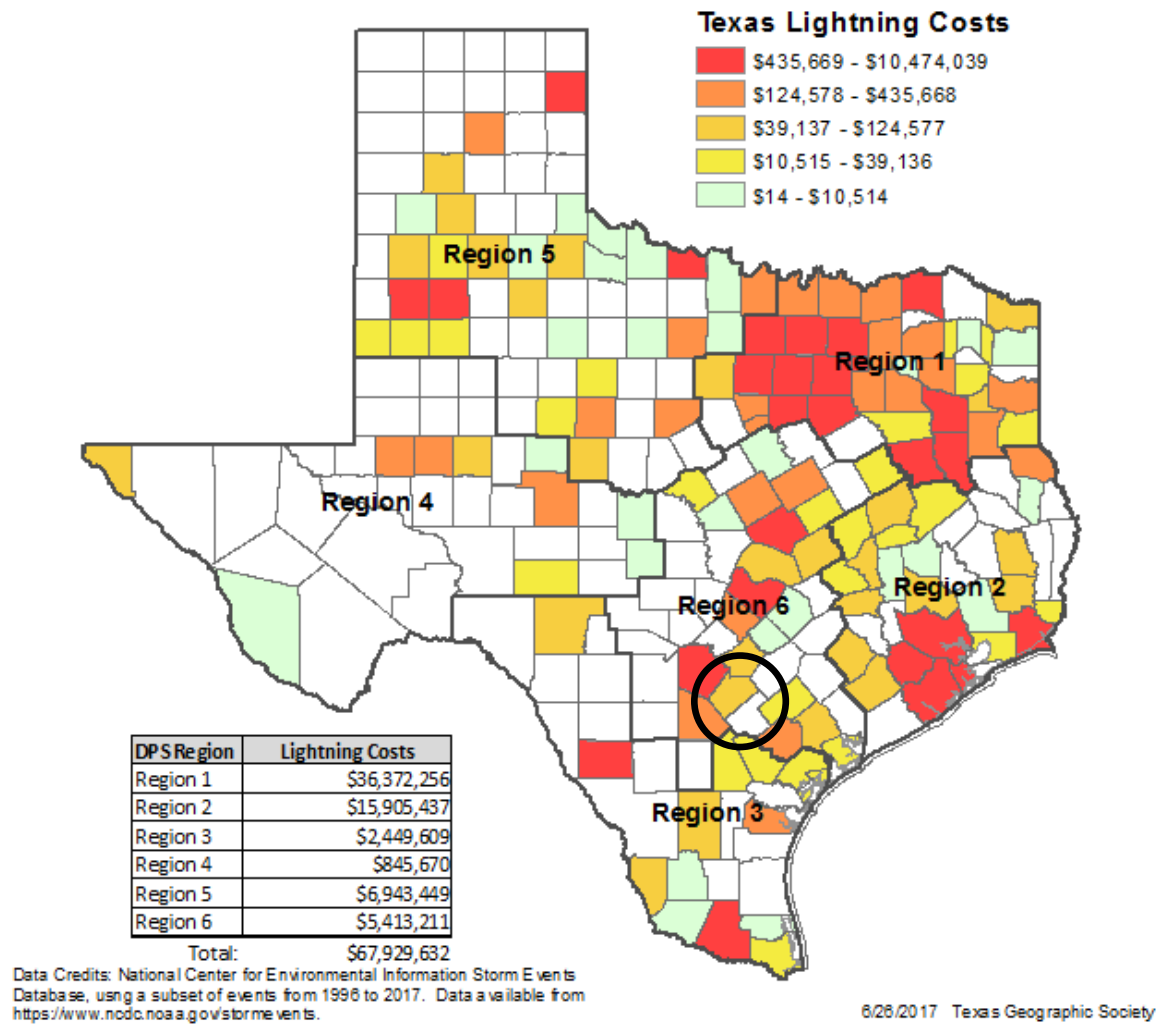 Texas Lightning Costs
$435,669 - $10,474,039
$124,578 - $435,668
$39,137 - $124,577
$10,515 - $39,136
$14 - $10,514
Region 5
Region 1
Region 4
Region 2
Region 6
Region 3
DPS Region Lightning Costs
Region 1 $36,372,256
Region 2 $15,905,437
Region 3 $2,449,609
Region 4 $845,670
Region 5 $6,943,449
Region 6 $5,413,211
Total: $67,929,632
Data Credits: National Center for Environmental Information Storm Events
Database, usng a subset of events from 1996 to 2017. Data available from
https://www.ncdc.noaa.gov/stormevents.
6/26/2017 Texas Geographic Society